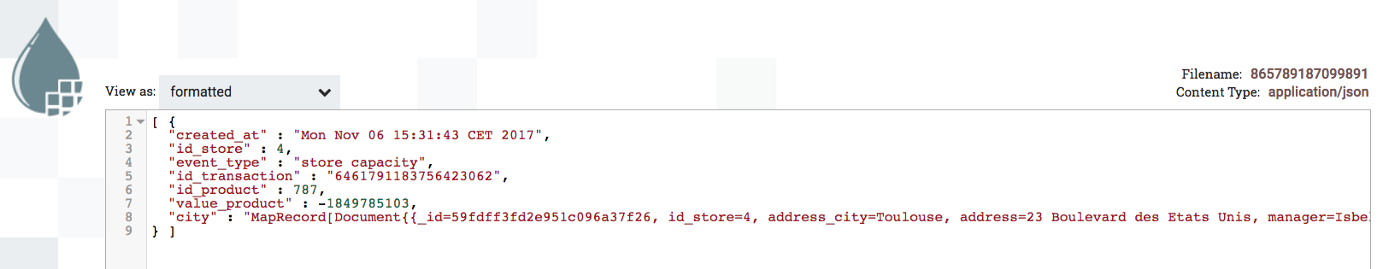 Filename: 865789187099891
View as: formatted
Content Type: application/json
1 [ {
2 "created_at" : "Mon Nov 06 15:31:43 CET 2017",
3 "id_store" : 4,
4 "event_type" : "store capacity",
5 "id_transaction" : "6461791183756423062",
6 "id_product" : 787,
7 "value_product" : -1849785103,
8 "city" : "MapRecord[Document{{_id=59fdff3fd2e951c096a37f26, id_store=4, address_city=Toulouse, address=23 Boulevard des Etats Unis, manager=Isbe
9 } ]